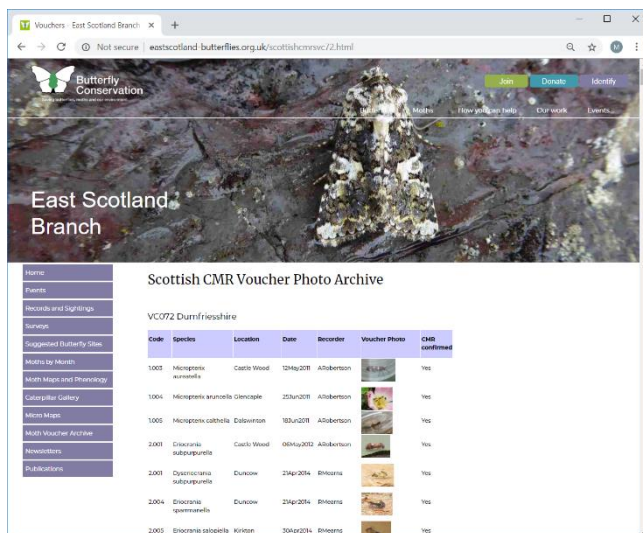 Vouchers - East Scotland Branch
Not secure | eastscotland-butterflies.org.uk/scottishcmrsvc72.html
M
Butterfly
Conservation
Join
Donate
Identify
Moths
How you can help
Our work
Events
East Scotland
Branch
Home
Events
Records and Sightings
Surveys
Suggested Butterfly Sites
Moths by Month
Moth Maps and Phenology
Caterpillar Gallery
Micro Maps
Moth Voucher Archive
Newsletters
Publications
Scottish CMR Voucher Photo Archive
VC072 Dumfriesshire
Code Species Location Date Recorder Voucher Photo CMR
confirmed
1.003 Micropterix Castle Wood 12May2011 ARobertson Yes
aureatella
1.004 Micropterix aruncella Glencaple 25Jun2011 ARobertson Yes
1.005 Micropterix calthella Dalswinton 18Jun2011 ARobertson Yes
2.001 Eriocrania Castle Wood 06May2012 ARobertson Yes
subpurpurella
2.001 Dyseriocrania Duncow 21Apr2014 RMearns Yes
subpurpurella
2.004 Eriocrania Duncow 21Apr2014 RMearns Yes
sparrmanella
2.005 Eriocrania salopiella Kirkton 30Apr2014 RMearns Yes